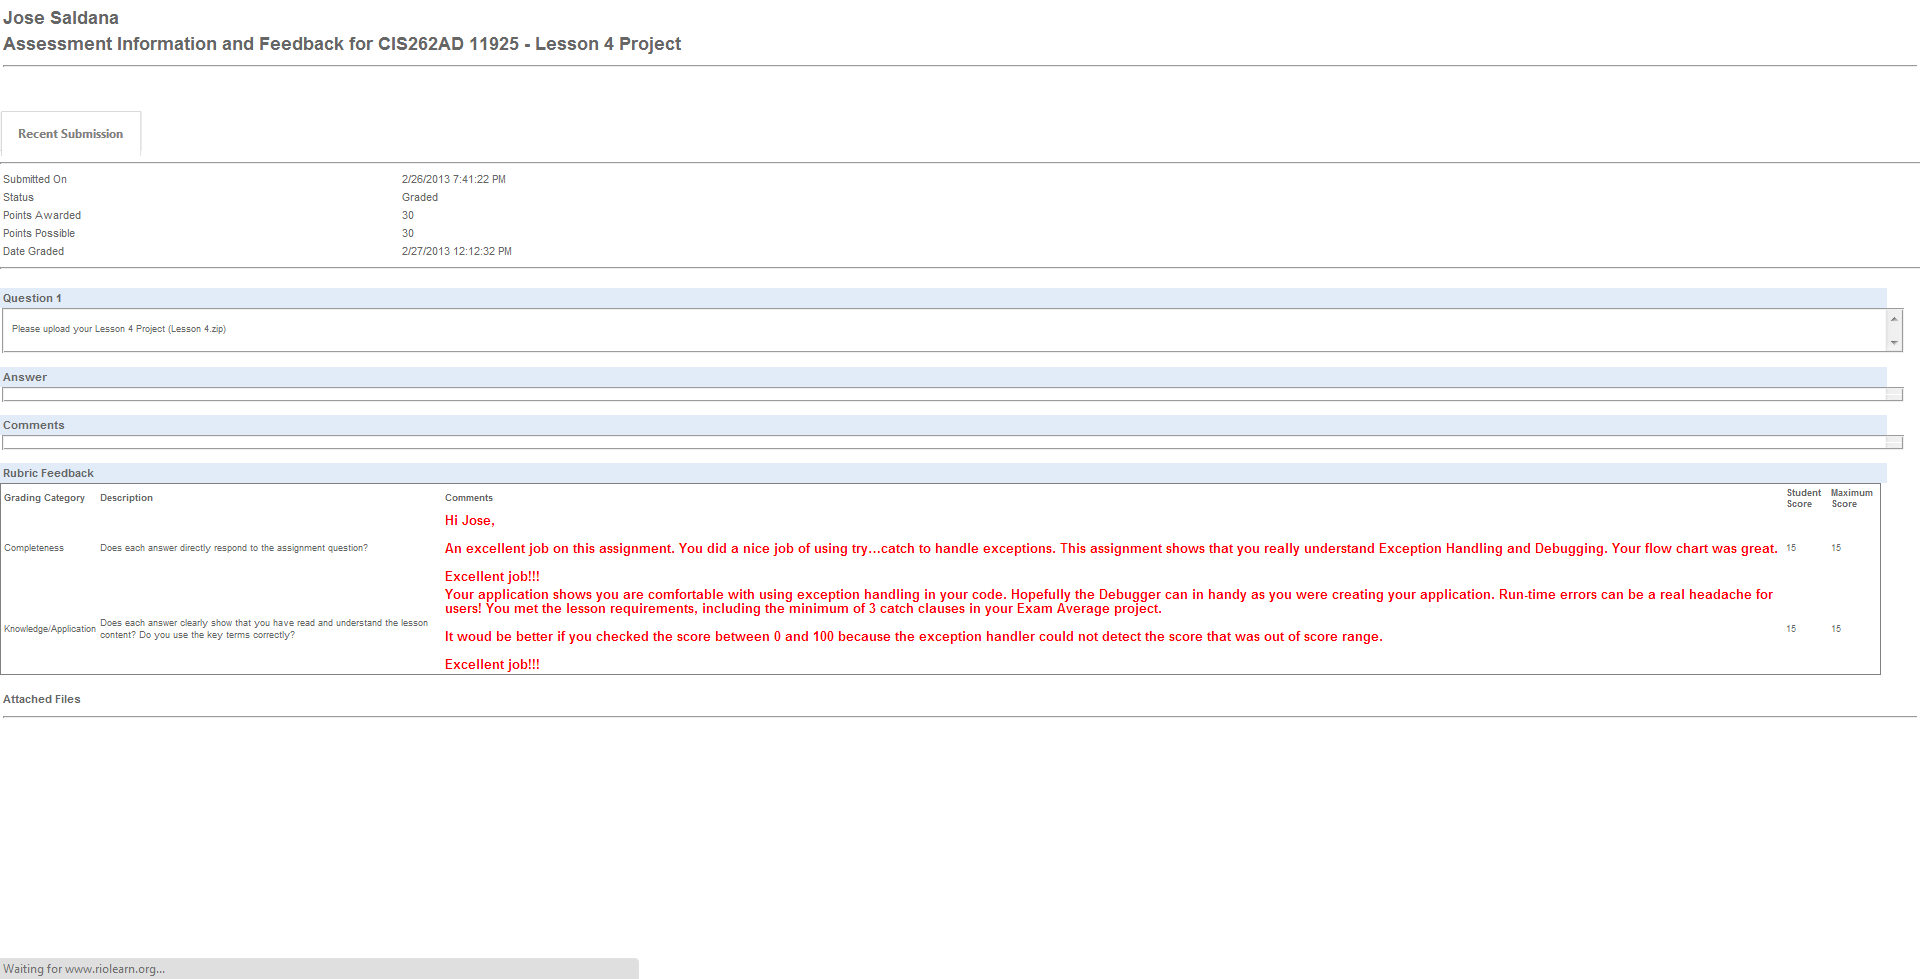 Jose Saldana
Assessment Information and Feedback for CIS262AD 11925 - Lesson 4 Project
Recent Submission
Submitted On 2/26/2013 7:41:22 PM
Status Graded
Points Awarded 30
Points Possible 30
Date Graded 2/27/2013 12:12:32 PM
Question 1
Please upload your Lesson 4 Project (Lesson 4.zip)
Answer
Comments
Rubric Feedback
Grading Category Description Comments Student Score Maximum Score
Hi Jose,
Completeness Does each answer directly respond to the assignment question? An excellent job on this assignment. You did a nice job of using try...catch to handle exceptions. This assignment shows that you really understand Exception Handling and Debugging. Your flow chart was great. 15 15
Excellent job!!!
Your application shows you are comfortable with using exception handling in your code. Hopefully the Debugger can in handy as you were creating your application. Run-time errors can be a real headache for
users! You met the lesson requirements, including the minimum of 3 catch clauses in your Exam Average project.
Knowledge/Application Does each answer clearly show that you have read and understand the lesson
content? Do you use the key terms correctly? 15 15
It woud be better if you checked the score between 0 and 100 because the exception handler could not detect the score that was out of score range.
Excellent job!!!
Attached Files
Waiting for www.riolearn.org...